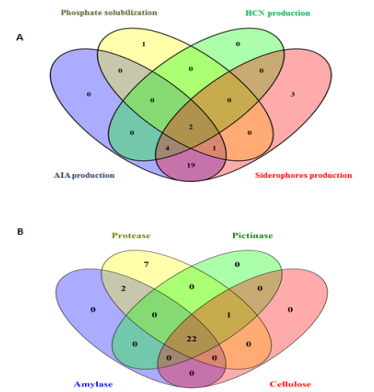 Phosphate solubilization HCN production
A
1 0
0 0 0
0 0 0 3
0 2 0
4 1
19
AIA production Siderophores production
B
Protease Pictinase
7 0
2 0 0
0 0 1 0
0 22 0
0 0
0
Amylase Cellulose